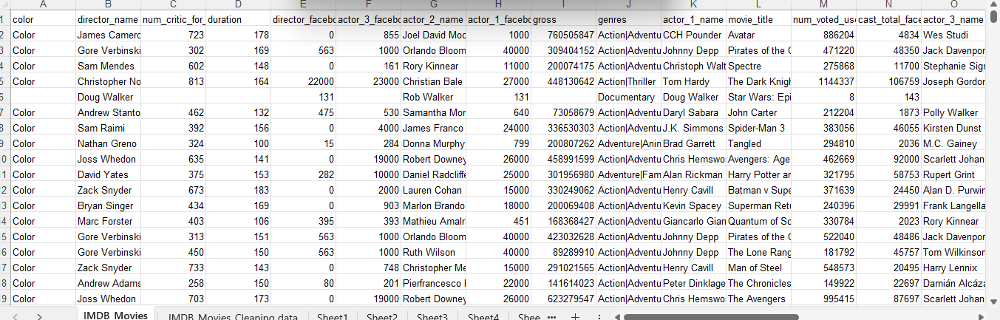 A B C D E F G H I J K L M N O
1 color director_name num_critic_for_ duration director_facebo actor_3_facebo actor_2_name actor_1_facebo gross genres actor_1_name movie_title num_voted_use cast_total_face actor_3_name
2 Color James Camerc 723 178 0 855 Joel David Moo 1000 760505847 Action|Adventu CCH Pounder Avatar 886204 4834 Wes Studi
3 Color Gore Verbinski 302 169 563 1000 Orlando Bloom 40000 309404152 Action|Adventu Johnny Depp Pirates of the C 471220 48350 Jack Davenpor
4 Color Sam Mendes 602 148 0 161 Rory Kinnear 11000 200074175 Action|Adventu Christoph Walt Spectre 275868 11700 Stephanie Sigr
5 Color Christopher No 813 164 22000 23000 Christian Bale 27000 448130642 Action|Thriller Tom Hardy The Dark Knigh 1144337 106759 Joseph Gordor
6 Doug Walker 131 Rob Walker 131 Documentary Doug Walker Star Wars: Epi 8 143
7 Color Andrew Stanto 462 132 475 530 Samantha Mor 640 73058679 Action|Adventu Daryl Sabara John Carter 212204 1873 Polly Walker
8 Color Sam Raimi 392 156 0 4000 James Franco 24000 336530303 Action|Adventu J.K. Simmons Spider-Man 3 383056 46055 Kirsten Dunst
9 Color Nathan Greno 324 100 15 284 Donna Murphy 799 200807262 Adventure|Anin Brad Garrett Tangled 294810 2036 M.C. Gainey
10 Color Joss Whedon 635 141 0 19000 Robert Downey 26000 458991599 Action|Adventu Chris Hemswo Avengers: Age 462669 92000 Scarlett Johan
11 Color David Yates 375 153 282 10000 Daniel Radcliffe 25000 301956980 Adventure|Fam Alan Rickman Harry Potter ar 321795 58753 Rupert Grint
12 Color Zack Snyder 673 183 0 2000 Lauren Cohan 15000 330249062 Action|Adventu Henry Cavill Batman v Supe 371639 24450 Alan D. Purwin
13 Color Bryan Singer 434 169 0 903 Marlon Brando 18000 200069408 Action|Adventu Kevin Spacey Superman Retu 240396 29991 Frank Langella
14 Color Marc Forster 403 106 395 393 Mathieu Amalr 451 168368427 Action|Adventu Giancarlo Gian Quantum of Sc 330784 2023 Rory Kinnear
15 Color Gore Verbinski 313 151 563 1000 Orlando Bloom 40000 423032628 Action|Adventu Johnny Depp Pirates of the C 522040 48486 Jack Davenpor
16 Color Gore Verbinski 450 150 563 1000 Ruth Wilson 40000 89289910 Action|Adventu Johnny Depp The Lone Rang 181792 45757 Tom Wilkinson
17 Color Zack Snyder 733 143 0 748 Christopher Me 15000 291021565 Action|Adventu Henry Cavill Man of Steel 548573 20495 Harry Lennix
18 Color Andrew Adams 258 150 80 201 Pierfrancesco 22000 141614023 Action|Adventu Peter Dinklage The Chronicles 149922 22697 Damián Alcáza
19 Color Joss Whedon 703 173 0 19000 Robert Downey 26000 623279547 Action|Adventu Chris Hemswo The Avengers 995415 87697 Scarlett Johan
IMDB_Movies IMDB_Movies_Cleaning data Sheet1 Sheet2 Sheet3 Sheet4 Shee ... +